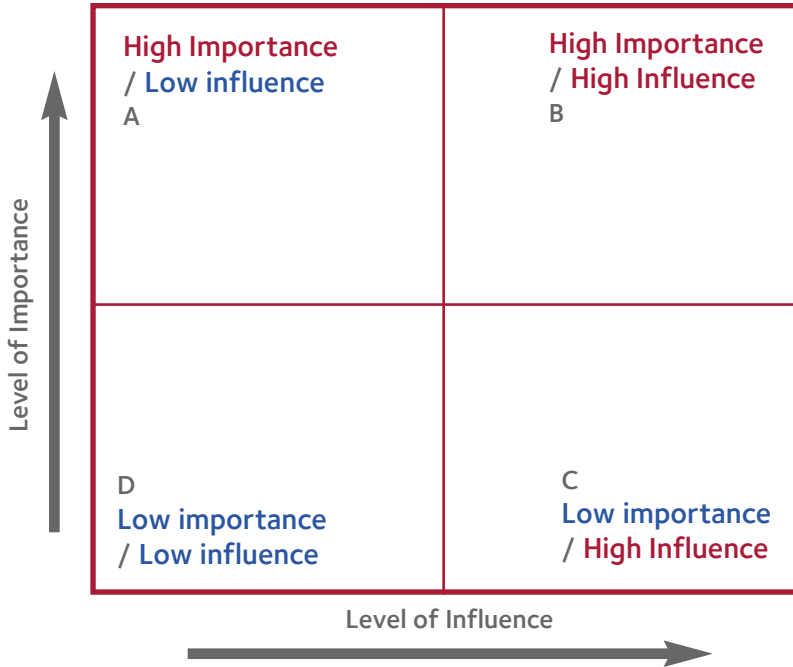 High Importance
/ Low influence
A
High Importance
/ High Influence
B
Level of Importance
D
Low importance
/ Low influence
C
Low importance
/ High Influence
Level of Influence